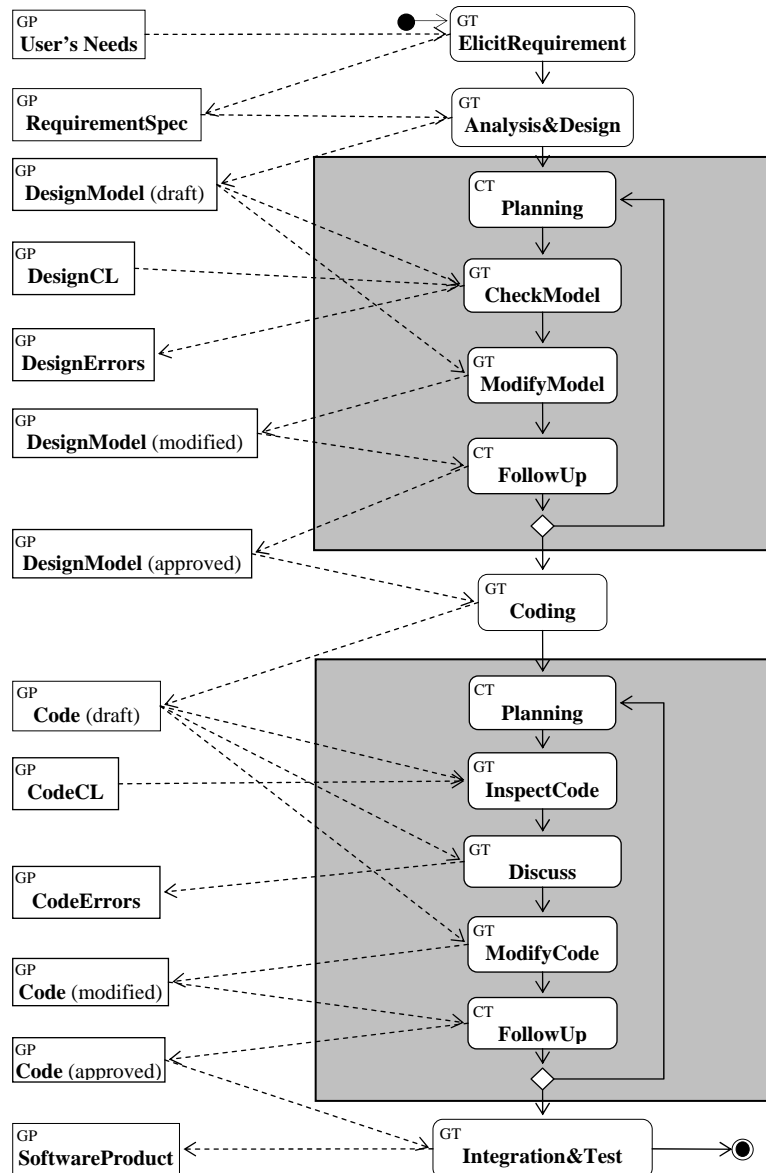 GP
User's Needs
GT
ElicitRequirement
GP
RequirementSpec
GT
Analysis&Design
GP
DesignModel (draft)
CT
Planning
GP
DesignCL
GT
CheckModel
GP
DesignErrors
GT
ModifyModel
GP
DesignModel (modified)
CT
FollowUp
GP
DesignModel (approved)
GT
Coding
GP
Code (draft)
CT
Planning
GP
CodeCL
GT
InspectCode
GP
CodeErrors
GT
Discuss
GP
Code (modified)
GT
ModifyCode
GP
Code (approved)
CT
FollowUp
GP
SoftwareProduct
GT
Integration&Test